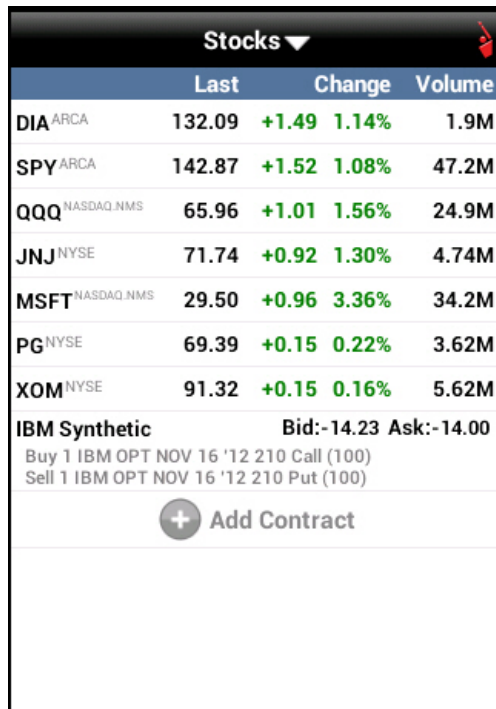 Stocks
Last Change Volume
DIA ARCA 132.09 +1.49 1.14% 1.9M
SPY ARCA 142.87 +1.52 1.08% 47.2M
QQQ NASDAQ.NMS 65.96 +1.01 1.56% 24.9M
JNJ NYSE 71.74 +0.92 1.30% 4.74M
MSFT NASDAQ.NMS 29.50 +0.96 3.36% 34.2M
PG NYSE 69.39 +0.15 0.22% 3.62M
XOM NYSE 91.32 +0.15 0.16% 5.62M
IBM Synthetic Bid:-14.23 Ask:-14.00
Buy 1 IBM OPT NOV 16 '12 210 Call (100)
Sell 1 IBM OPT NOV 16 '12 210 Put (100)
Add Contract